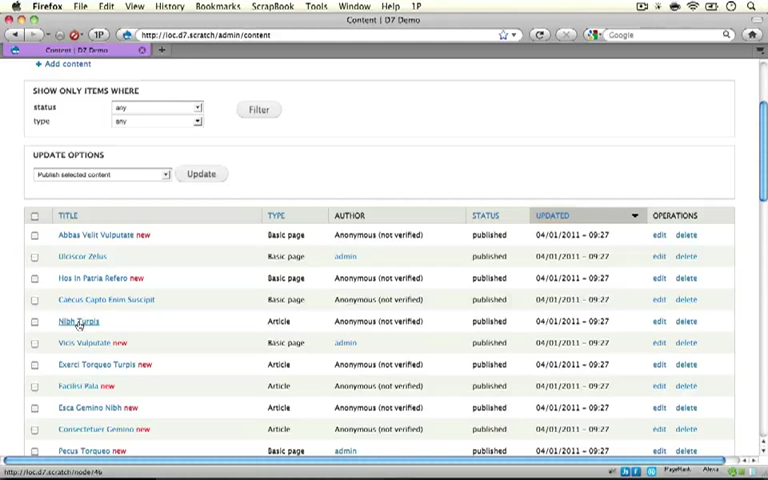 Firefox File Edit View History Bookmarks ScrapBook Tools Window Help 1P
Content | D7 Demo
1P http://loc.d7.scratch/admin/content Google
Content | D7 Demo
Add content
SHOW ONLY ITEMS WHERE
status any Filter
type any
UPDATE OPTIONS
Publish selected content Update
TITLE TYPE AUTHOR STATUS UPDATED OPERATIONS
Abbas Velit Vulputate new Basic page Anonymous (not verified) published 04/01/2011 - 09:27 edit delete
Ulciscor Zelus Basic page admin published 04/01/2011 - 09:27 edit delete
Hos In Patria Refero new Basic page Anonymous (not verified) published 04/01/2011 - 09:27 edit delete
Caecus Capto Enim Suscipit Basic page Anonymous (not verified) published 04/01/2011 - 09:27 edit delete
Nibh Turpis Article Anonymous (not verified) published 04/01/2011 - 09:27 edit delete
Vicis Vulputate new Basic page admin published 04/01/2011 - 09:27 edit delete
Exerci Torqueo Turpis new Article Anonymous (not verified) published 04/01/2011 - 09:27 edit delete
Facilisi Pala new Article Anonymous (not verified) published 04/01/2011 - 09:27 edit delete
Esca Gemino Nibh new Article Anonymous (not verified) published 04/01/2011 - 09:27 edit delete
Consectetuer Gemino new Article Anonymous (not verified) published 04/01/2011 - 09:27 edit delete
Pecus Torqueo new Basic page admin published 04/01/2011 - 09:27 edit delete
http://loc.d7.scratch/node/46 PageRank Alexa